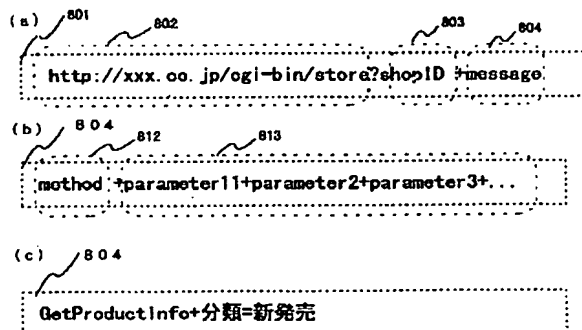 (a) 801 802 803 804
http://xxx.co.jp/cgi-bin/store?shopID +message
(b) 804 812 813
method +parameter11+parameter2+parameter3+...
(c) 804
GetProductInfo+分類=新発売